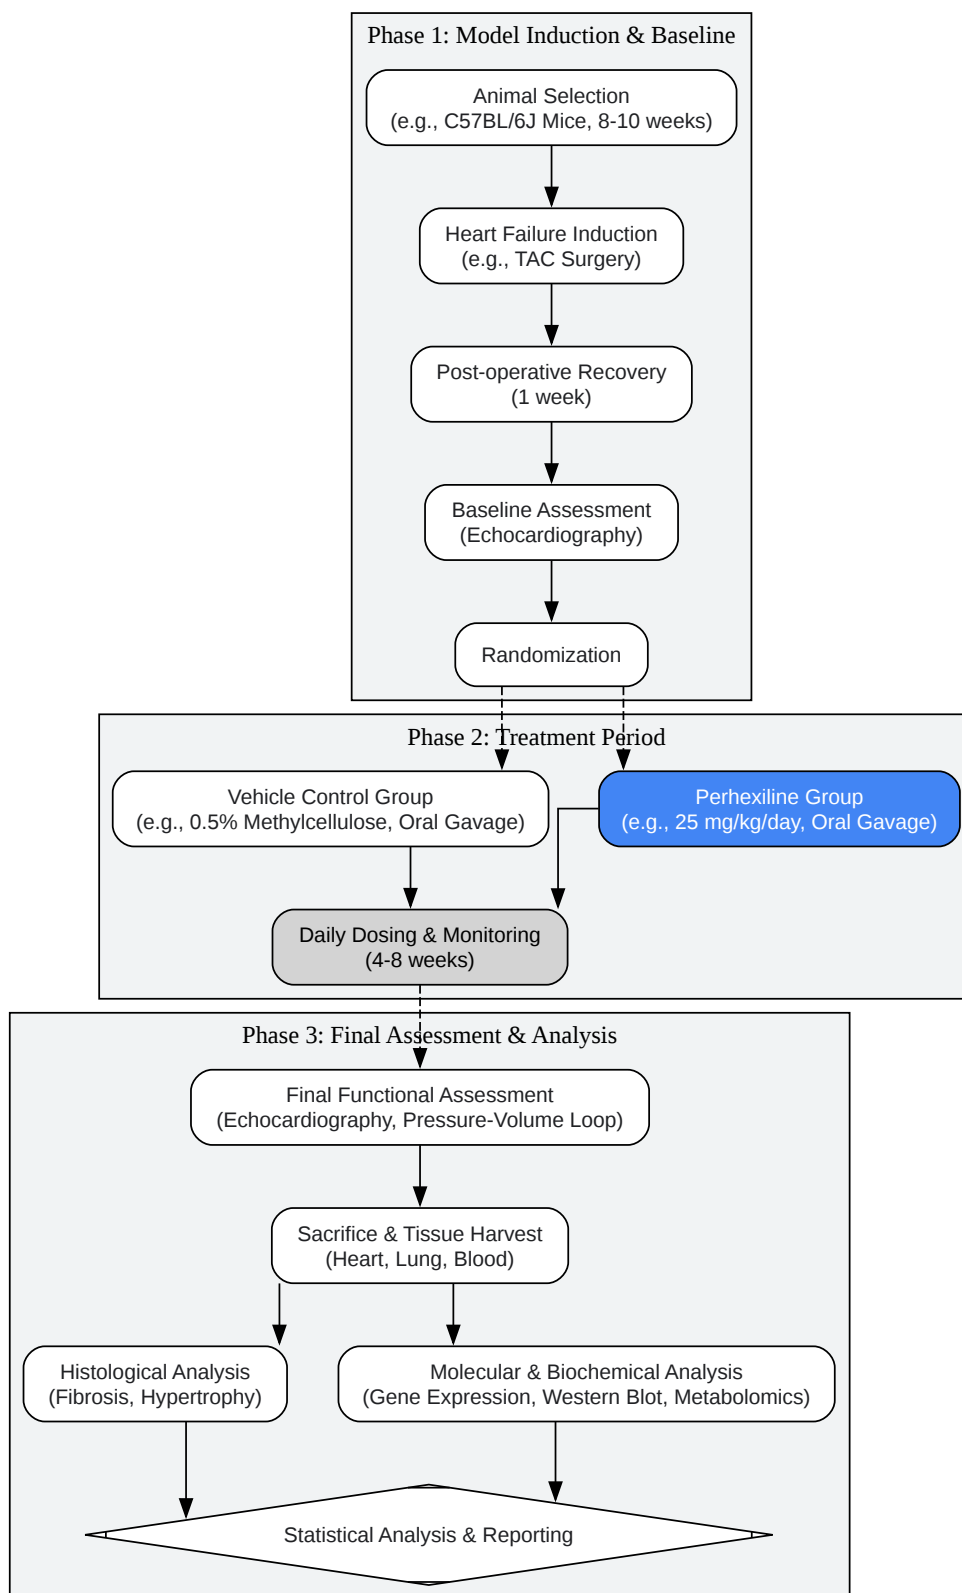 Phase 1: Model Induction & Baseline
Animal Selection
(e.g., C57BL/6J Mice, 8-10 weeks)
Heart Failure Induction
(e.g., TAC Surgery)
Post-operative Recovery
(1 week)
Baseline Assessment
(Echocardiography)
Randomization
Phase 2: Treatment Period
Vehicle Control Group
(e.g., 0.5% Methylcellulose, Oral Gavage)
Perhexiline Group
(e.g., 25 mg/kg/day, Oral Gavage)
Daily Dosing & Monitoring
(4-8 weeks)
Phase 3: Final Assessment & Analysis
Final Functional Assessment
(Echocardiography, Pressure-Volume Loop)
Sacrifice & Tissue Harvest
(Heart, Lung, Blood)
Histological Analysis
(Fibrosis, Hypertrophy)
Molecular & Biochemical Analysis
(Gene Expression, Western Blot, Metabolomics)
Statistical Analysis & Reporting